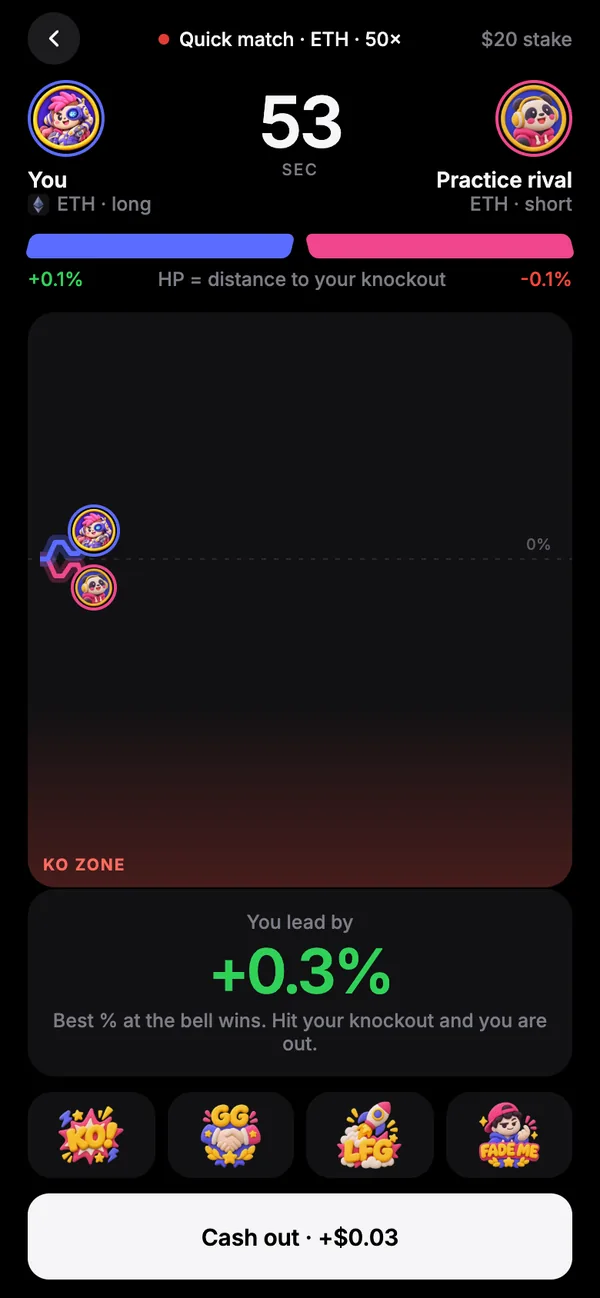 Quick match · ETH · 50× $20 stake
53
SEC
You Practice rival
ETH · long ETH · short
+0.1% HP = distance to your knockout -0.1%
0%
KO ZONE
You lead by
+0.3%
Best % at the bell wins. Hit your knockout and you are
out.
KO! GG LFG FADE ME
Cash out · +$0.03